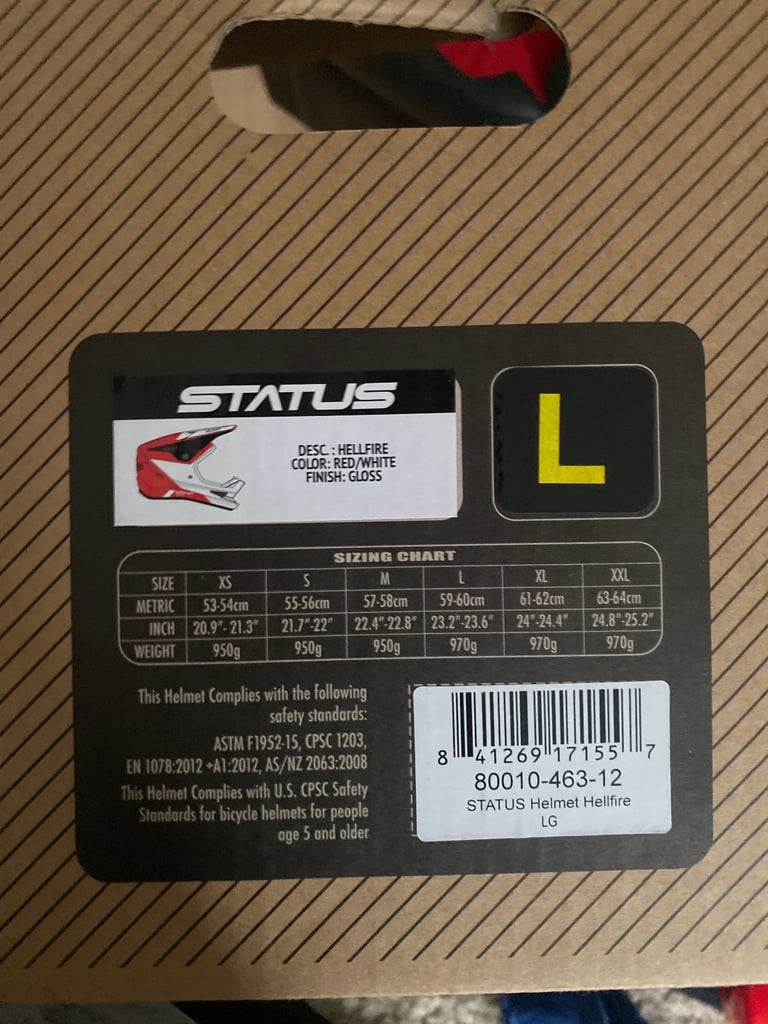 STATUS
DESC. : HELLFIRE
COLOR: RED/WHITE
FINISH: GLOSS
L
SIZING CHART
SIZE XS S M L XL XXL
METRIC 53-54cm 55-56cm 57-58cm 59-60cm 61-62cm 63-64cm
INCH 20.9"-21.3" 21.7"-22" 22.4"-22.8" 23.2"-23.6" 24"-24.4" 24.8"-25.2"
WEIGHT 950g 950g 950g 970g 970g 970g
This Helmet Complies with the following
safety standards:
ASTM F1952-15, CPSC 1203,
EN 1078:2012 +A1:2012, AS/NZ 2063:2008
This Helmet Complies with U.S. CPSC Safety
Standards for bicycle helmets for people
age 5 and older
8 41269 17155 7
80010-463-12
STATUS Helmet Hellfire
LG